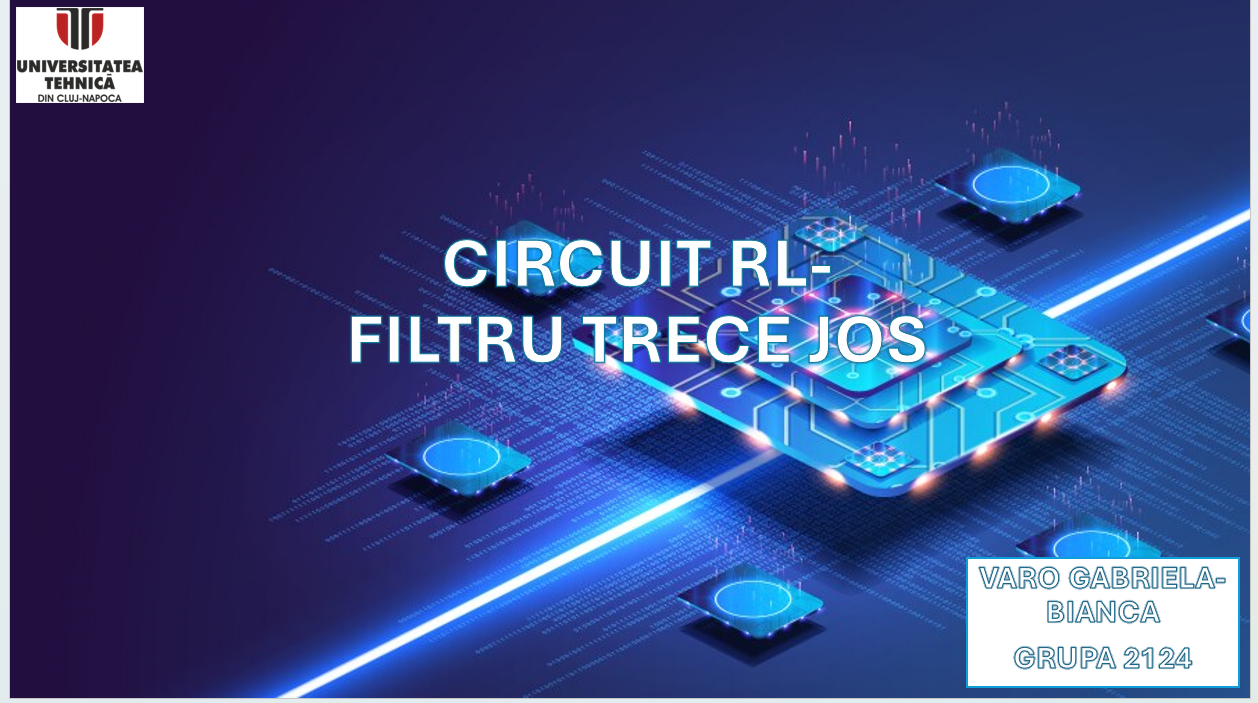 UNIVERSITATEA
TEHNICĂ
DIN CLUJ-NAPOCA
CIRCUIT RL-
FILTRU TRECE JOS
VARO GABRIELA-
BIANCA
GRUPA 2124